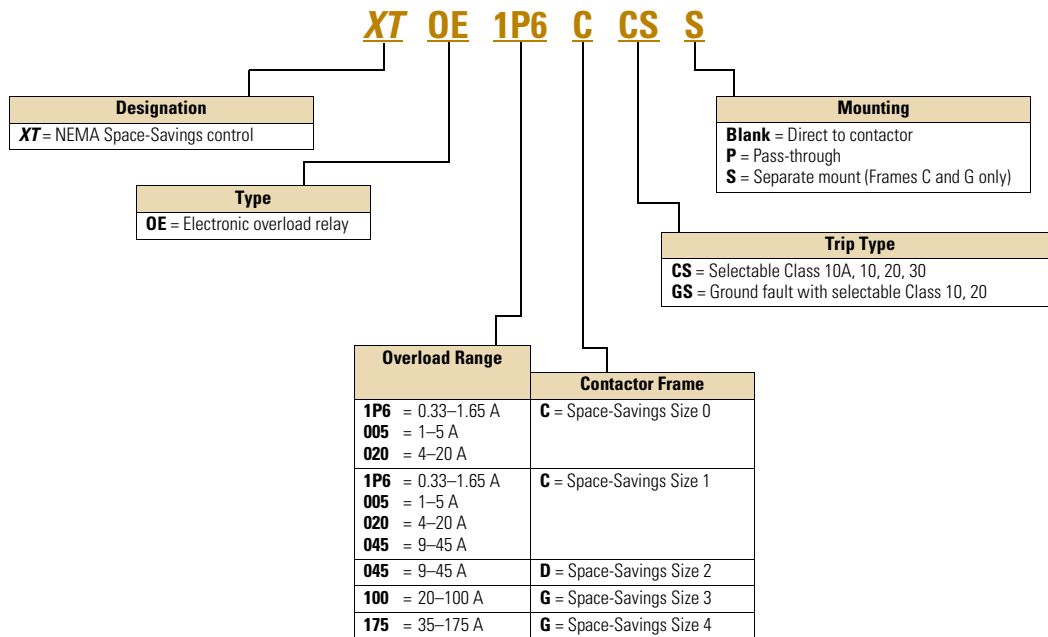 XT OE 1P6 C CS S
Designation
XT = NEMA Space-Savings control
Type
OE = Electronic overload relay
Mounting
Blank = Direct to contactor
P = Pass-through
S = Separate mount (Frames C and G only)
Trip Type
CS = Selectable Class 10A, 10, 20, 30
GS = Ground fault with selectable Class 10, 20
Overload Range
Contactor Frame
1P6 = 0.33–1.65 A C = Space-Savings Size 0
005 = 1–5 A
020 = 4–20 A
1P6 = 0.33–1.65 A C = Space-Savings Size 1
005 = 1–5 A
020 = 4–20 A
045 = 9–45 A
045 = 9–45 A D = Space-Savings Size 2
100 = 20–100 A G = Space-Savings Size 3
175 = 35–175 A G = Space-Savings Size 4